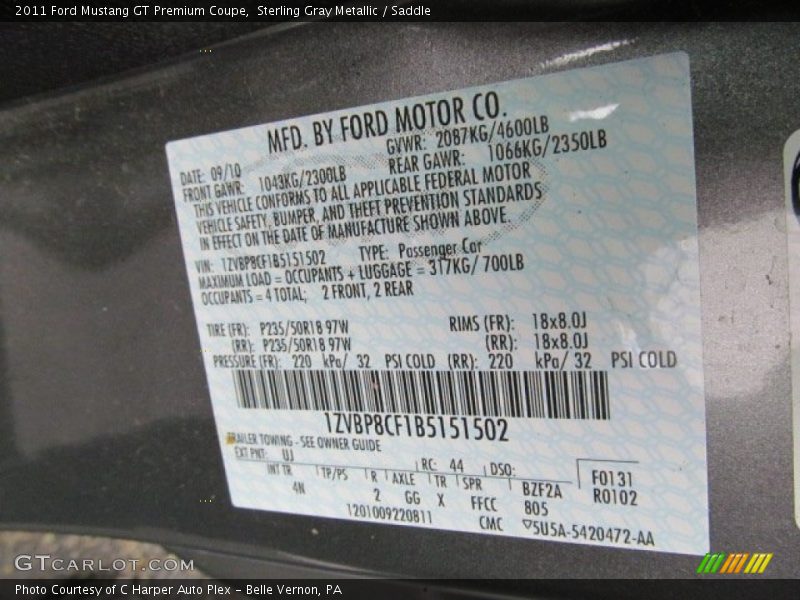 2011 Ford Mustang GT Premium Coupe,  Sterling Gray Metallic / Saddle
MFD. BY FORD MOTOR CO.
DATE: 09/10 GVWR: 2087KG/4600LB
FRONT GAWR: 1043KG/2300LB REAR GAWR: 1066KG/2350LB
THIS VEHICLE CONFORMS TO ALL APPLICABLE FEDERAL MOTOR
VEHICLE SAFETY, BUMPER, AND THEFT PREVENTION STANDARDS
IN EFFECT ON THE DATE OF MANUFACTURE SHOWN ABOVE.
VIN: 1ZVBP8CF1B5151502 TYPE: Passenger Car
MAXIMUM LOAD = OCCUPANTS + LUGGAGE = 317KG/ 700LB
OCCUPANTS = 4 TOTAL; 2 FRONT, 2 REAR
TIRE (FR): P235/50R18 97W RIMS (FR): 18x8.0J
(RR): P235/50R18 97W (RR): 18x8.0J
PRESSURE (FR): 220 kPa/ 32 PSI COLD (RR): 220 kPa/ 32 PSI COLD
1ZVBP8CF1B5151502
TRAILER TOWING - SEE OWNER GUIDE
EXT PNT: UJ RC: 44 DSO: F0131
INT TR TP/PS R AXLE TR SPR BZF2A R0102
4N 2 GG X FFCC 805
1201009220811 CMC ▽5U5A-5420472-AA
GTCARLOT.COM
Photo Courtesy of C Harper Auto Plex - Belle Vernon, PA